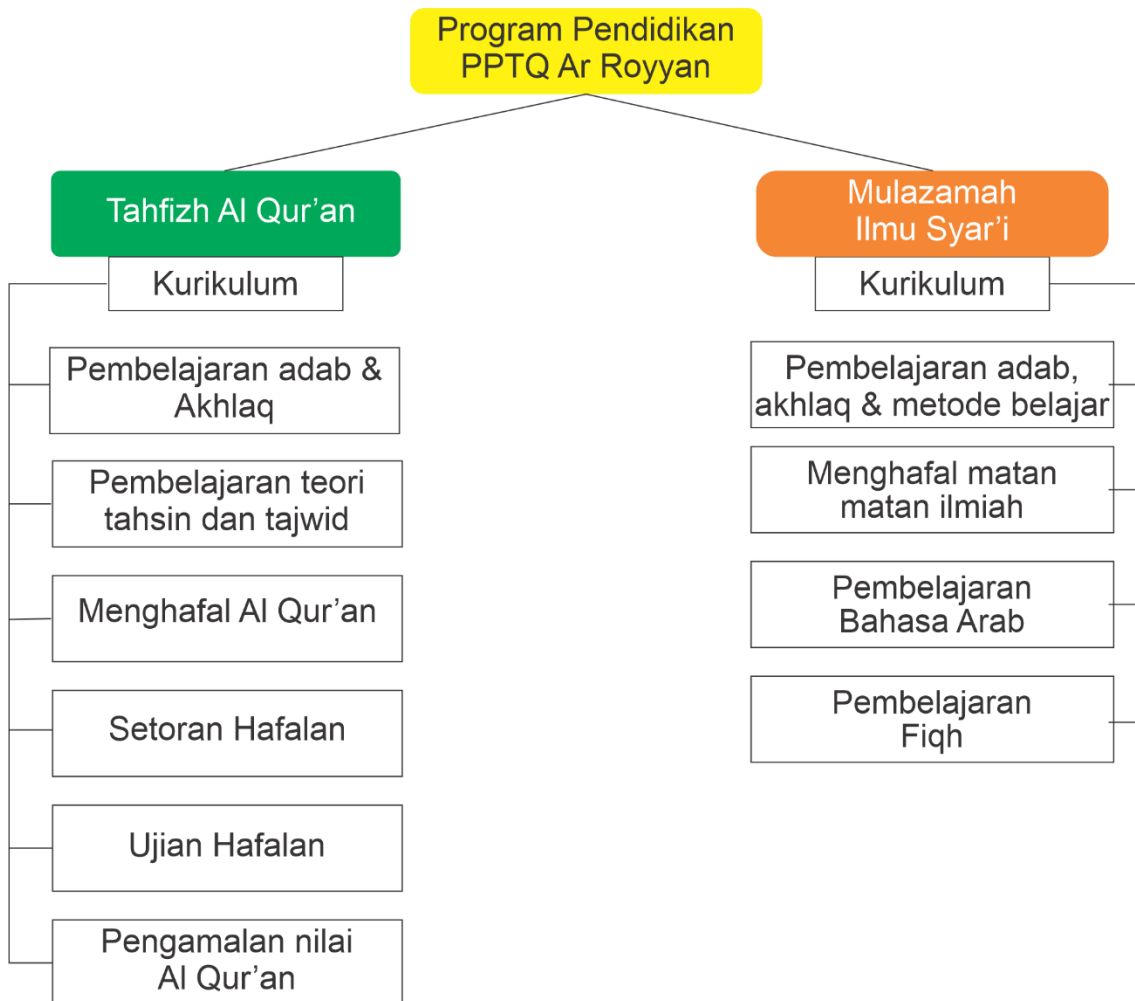 Program Pendidikan
PPTQ Ar Royyan
Tahfizh Al Qur’an
Kurikulum
Pembelajaran adab &
Akhlaq
Pembelajaran teori
tahsin dan tajwid
Menghafal Al Qur’an
Setoran Hafalan
Ujian Hafalan
Pengamalan nilai
Al Qur’an
Mulazamah
Ilmu Syar’i
Kurikulum
Pembelajaran adab,
akhlaq & metode belajar
Menghafal matan
matan ilmiah
Pembelajaran
Bahasa Arab
Pembelajaran
Fiqh